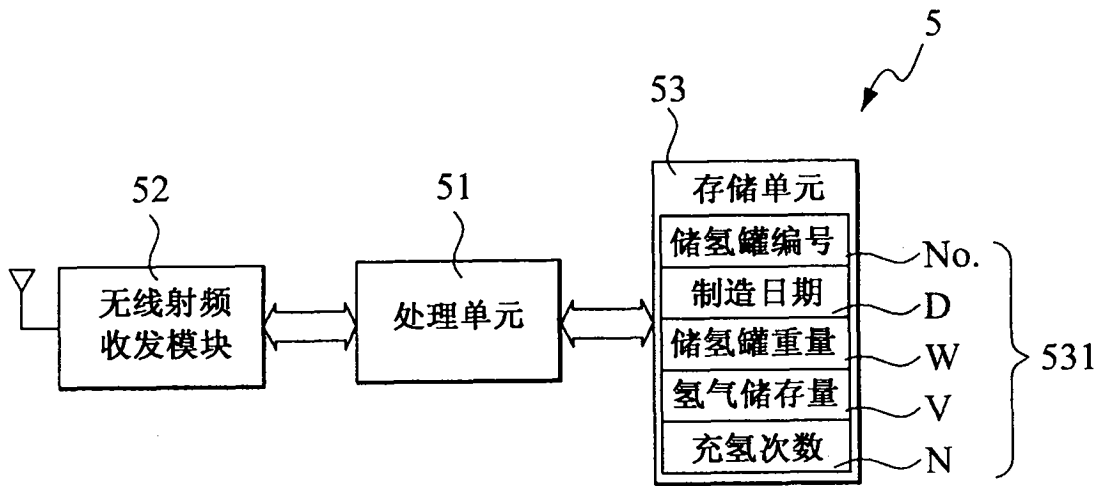 5
53
52
51
存储单元
储氢罐编号
No.
无线射频
收发模块
处理单元
制造日期
D
储氢罐重量
W
531
氢气储存量
V
充氢次数
N